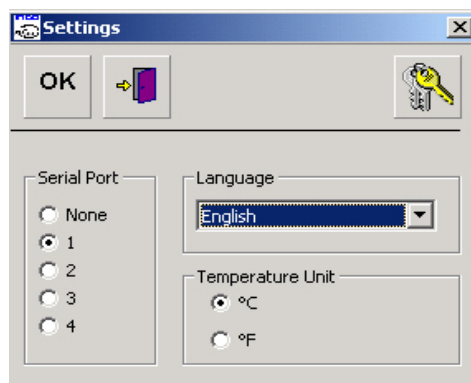 Settings
OK
Serial Port
None
1
2
3
4
Language
English
Temperature Unit
°C
°F